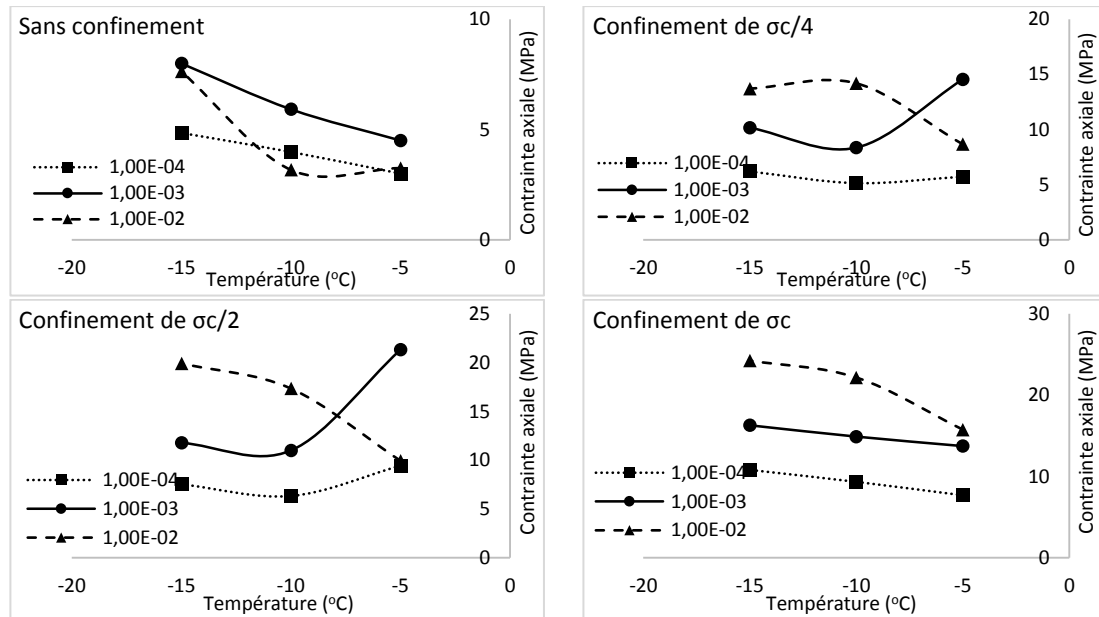 Sans confinement
10
5
0
Contrainte axiale (MPa)
1,00E-04
1,00E-03
1,00E-02
-20 -15 -10 -5 0
Température (°C)
Confinement de σc/4
20
15
10
5
0
Contrainte axiale (MPa)
1,00E-04
1,00E-03
1,00E-02
-20 -15 -10 -5 0
Température (°C)
Confinement de σc/2
25
20
15
10
5
0
Contrainte axiale (MPa)
1,00E-04
1,00E-03
1,00E-02
-20 -15 -10 -5 0
Température (°C)
Confinement de σc
30
20
10
0
Contrainte axiale (MPa)
1,00E-04
1,00E-03
1,00E-02
-20 -15 -10 -5 0
Température (°C)